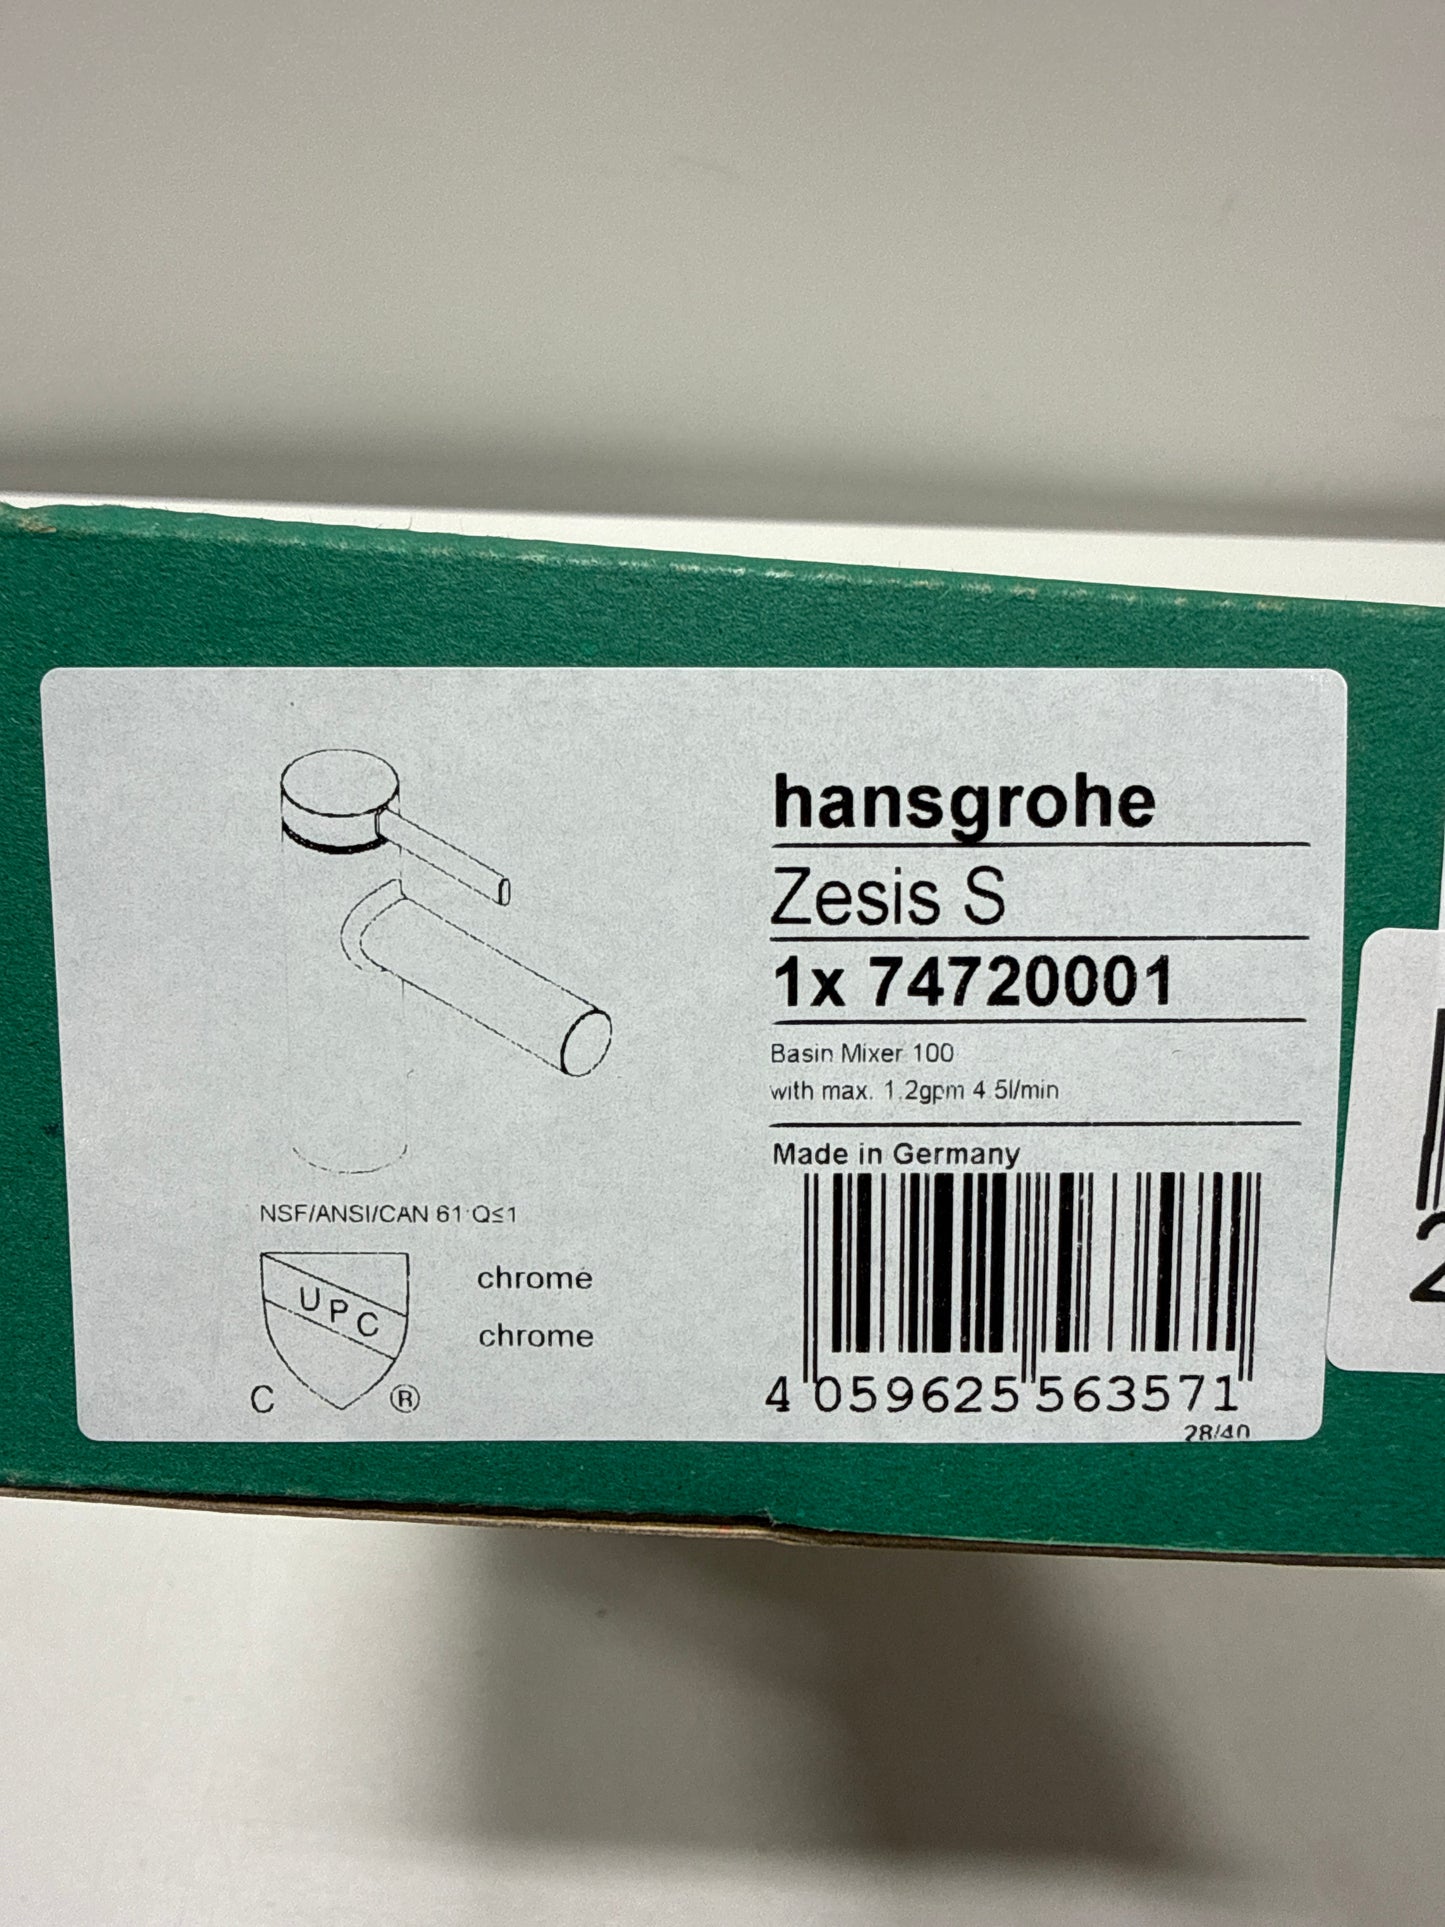 hansgrohe
Zesis S
1x 74720001
Basin Mixer 100
with max. 1.2gpm 4.5l/min
Made in Germany
NSF/ANSI/CAN 61:Q≤1
UPC
C ®
chrome
chrome
4 059625 563571
28/40
2